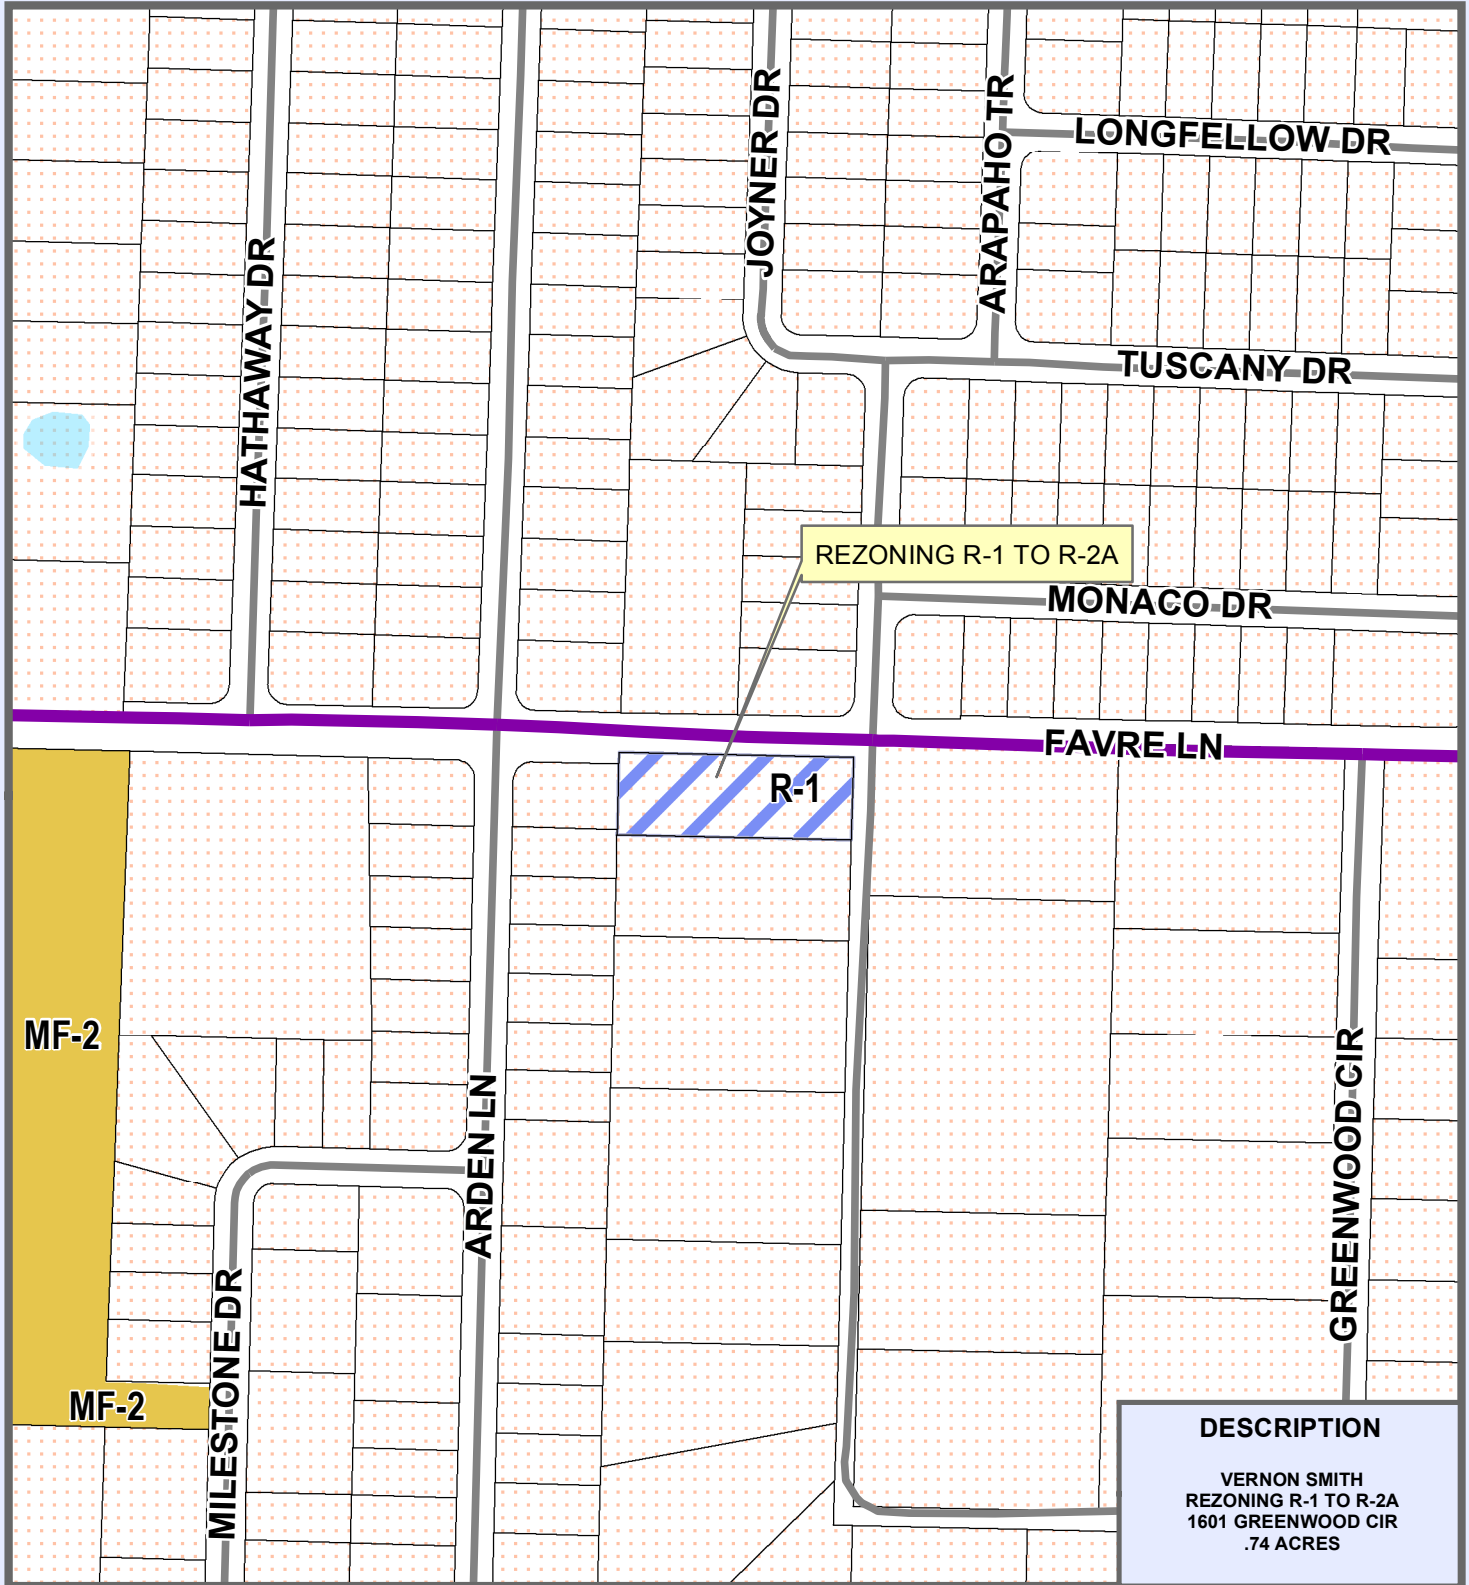 JOYNER DR
ARAPAHO TR
LONGFELLOW DR
HATHAWAY DR
TUSCANY DR
REZONING R-1 TO R-2A
MONACO DR
FAVRE LN
R-1
MF-2
ARDEN LN
GREENWOOD CIR
MILESTONE DR
MF-2
DESCRIPTION
VERNON SMITH
REZONING R-1 TO R-2A
1601 GREENWOOD CIR
.74 ACRES